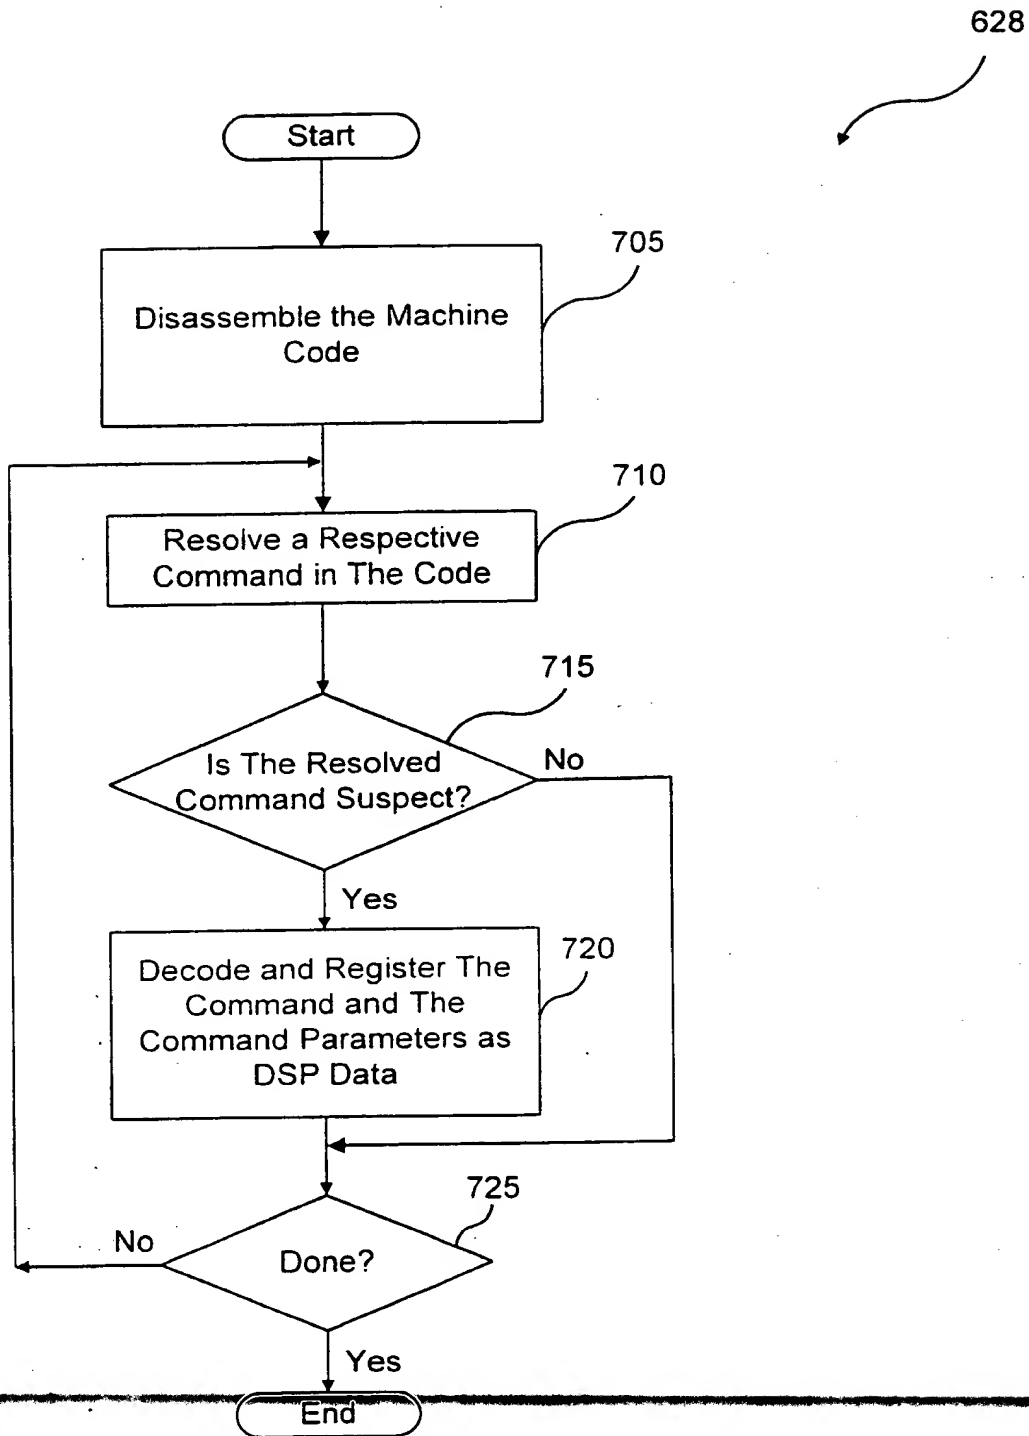 628
Start
705
Disassemble the Machine
Code
710
Resolve a Respective
Command in The Code
715
Is The Resolved
Command Suspect?
No
Yes
720
Decode and Register The
Command and The
Command Parameters as
DSP Data
725
No
Done?
Yes
End